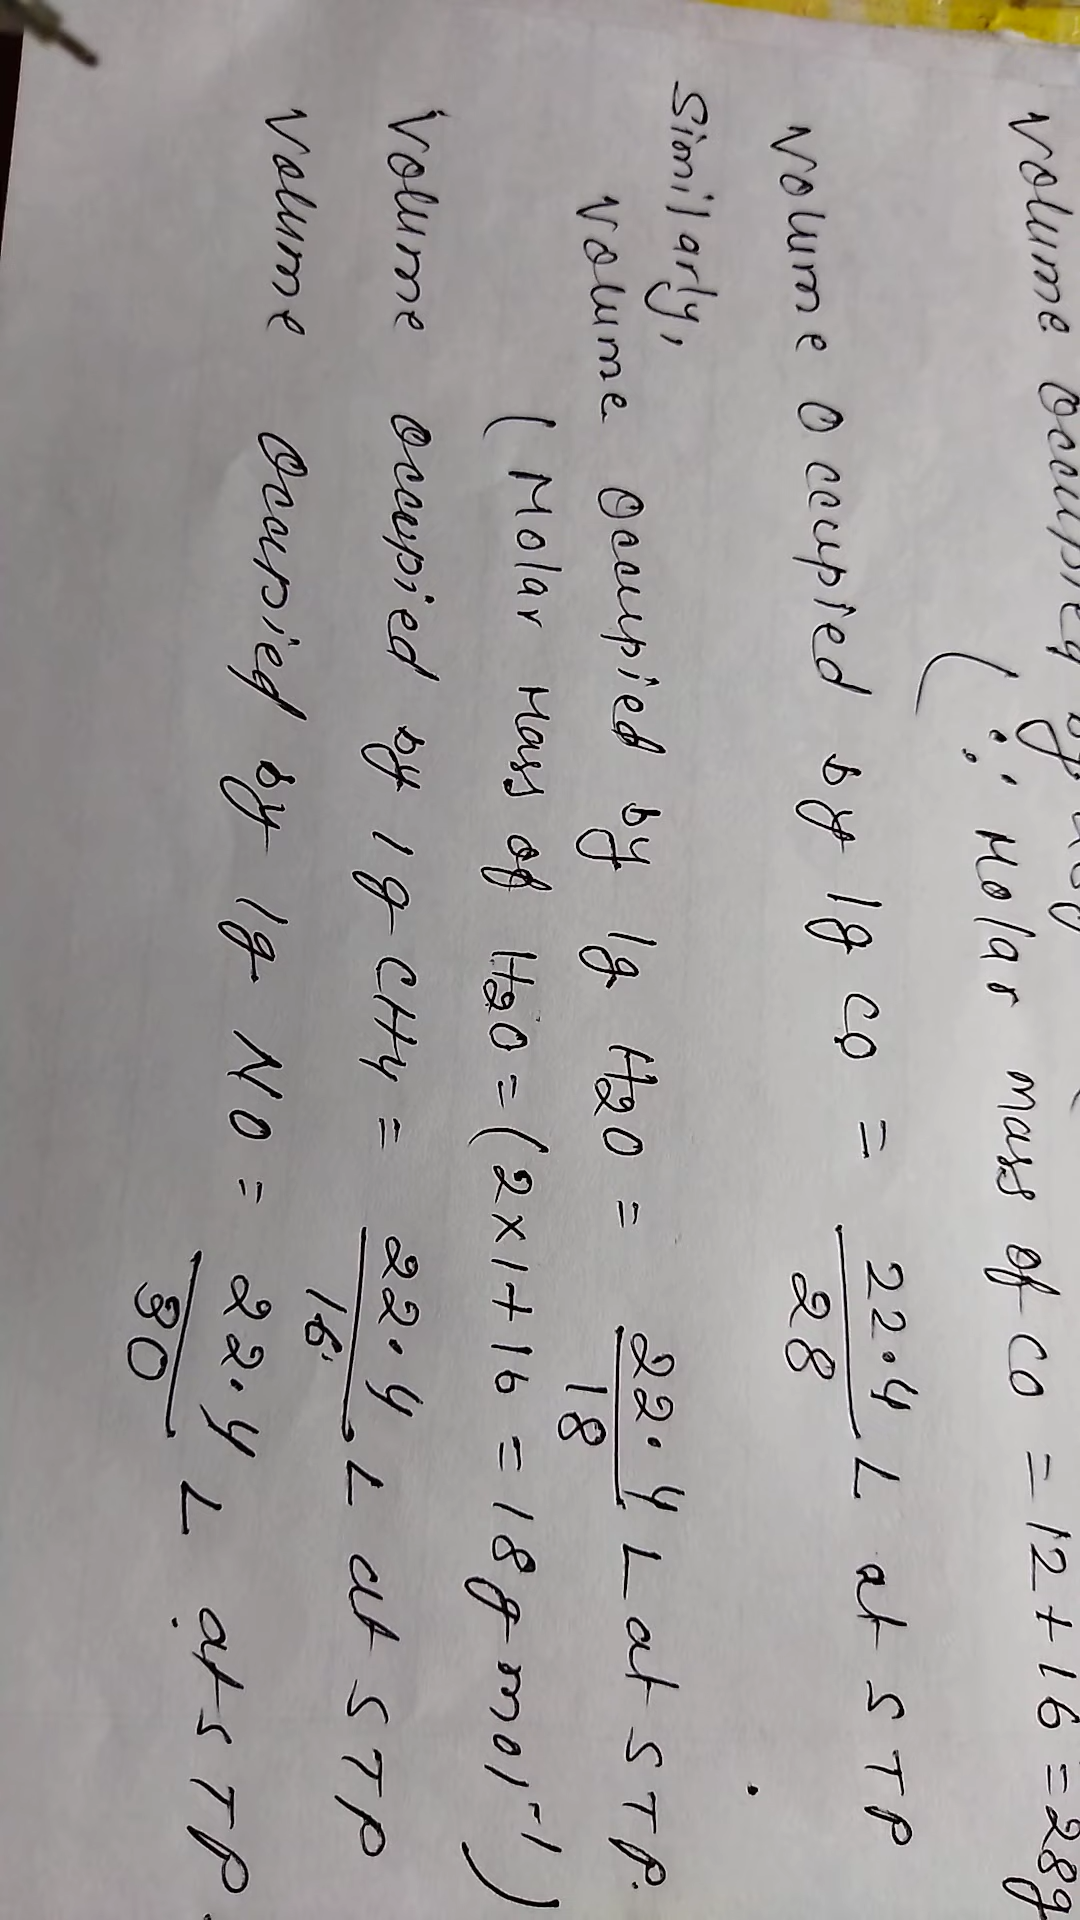 Volume occupied by
(∵ Molar mass of CO = 12 + 16 = 28g
Volume occupied by 1g CO = 22.4/28 L at STP
Similarly,
Volume occupied by 1g H2O = 22.4/18 L at STP.
(Molar Mass of H2O = (2×1+16 = 18g mol⁻¹)
Volume occupied by 1g CH4 = 22.4/16 L at STP
Volume occupied by 1g NO = 22.4/30 L at STP.